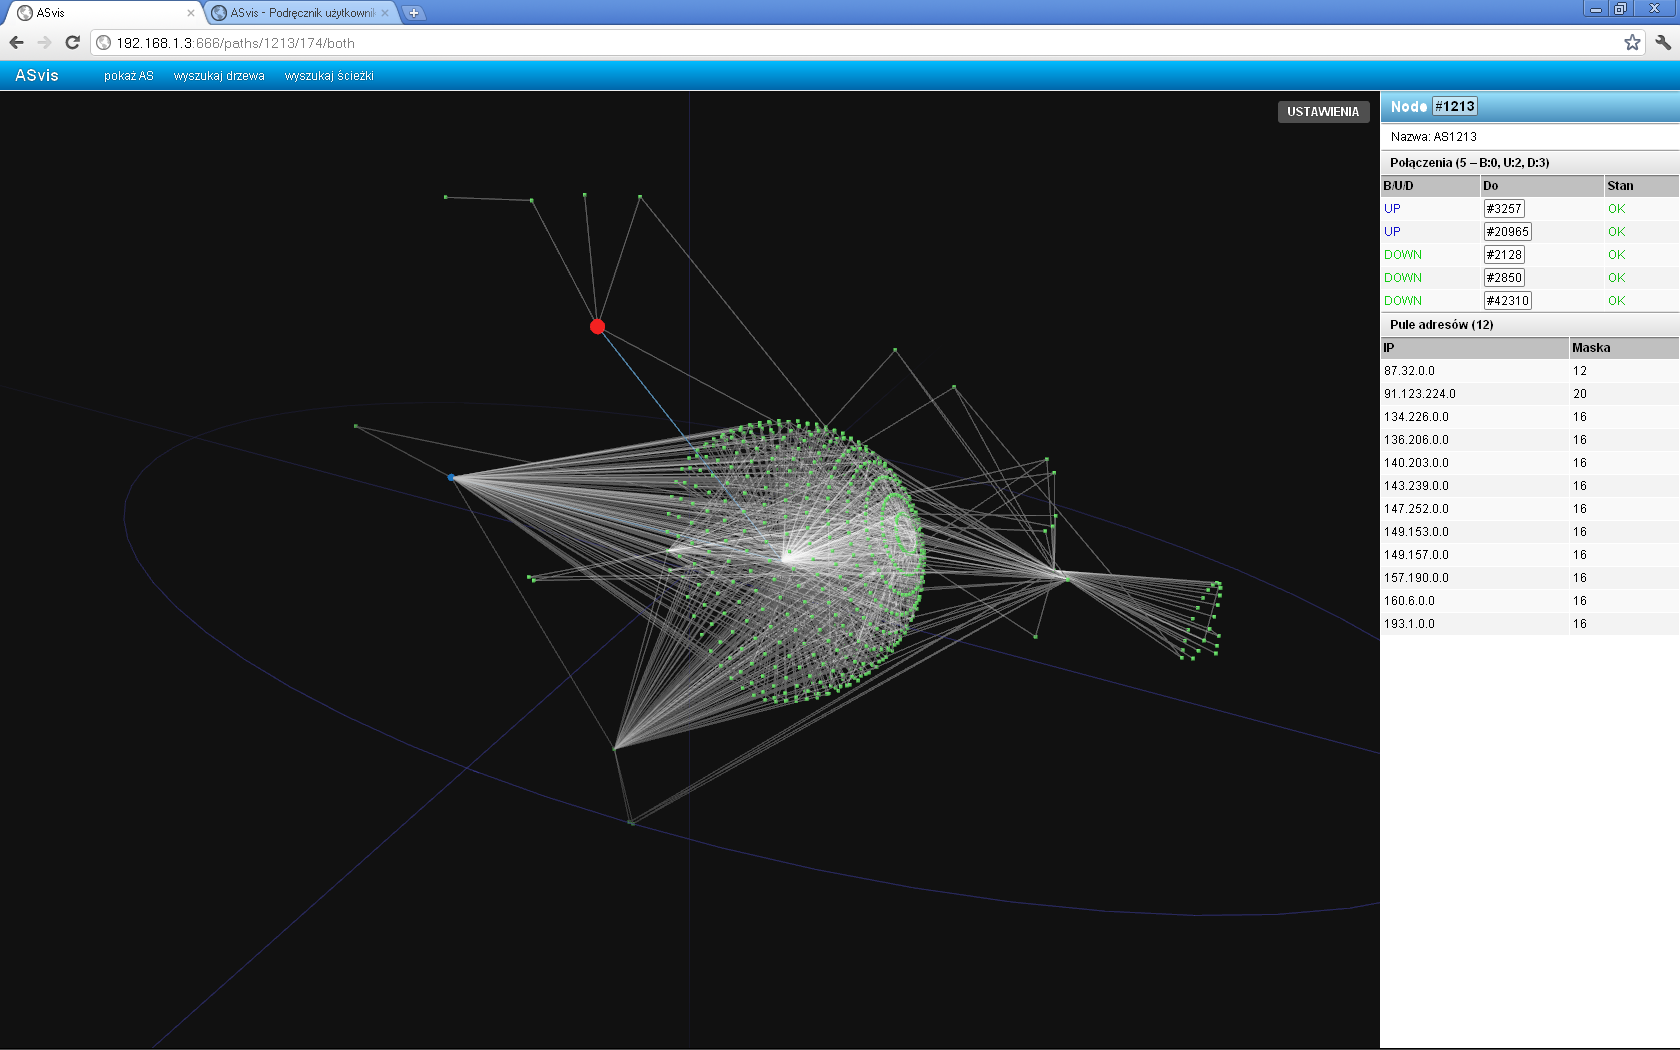 ASvis
ASvis - Podręcznik użytkownik
192.168.1.3:666/paths/1213/174/both
ASvis pokaż AS wyszukaj drzewa wyszukaj ścieżki
USTAWIENIA
Node #1213
Nazwa: AS1213
Połączenia (5 – B:0, U:2, D:3)
B/U/D Do Stan
UP #3257 OK
UP #20965 OK
DOWN #2128 OK
DOWN #2850 OK
DOWN #42310 OK
Pule adresów (12)
IP Maska
87.32.0.0 12
91.123.224.0 20
134.226.0.0 16
136.206.0.0 16
140.203.0.0 16
143.239.0.0 16
147.252.0.0 16
149.153.0.0 16
149.157.0.0 16
157.190.0.0 16
160.6.0.0 16
193.1.0.0 16